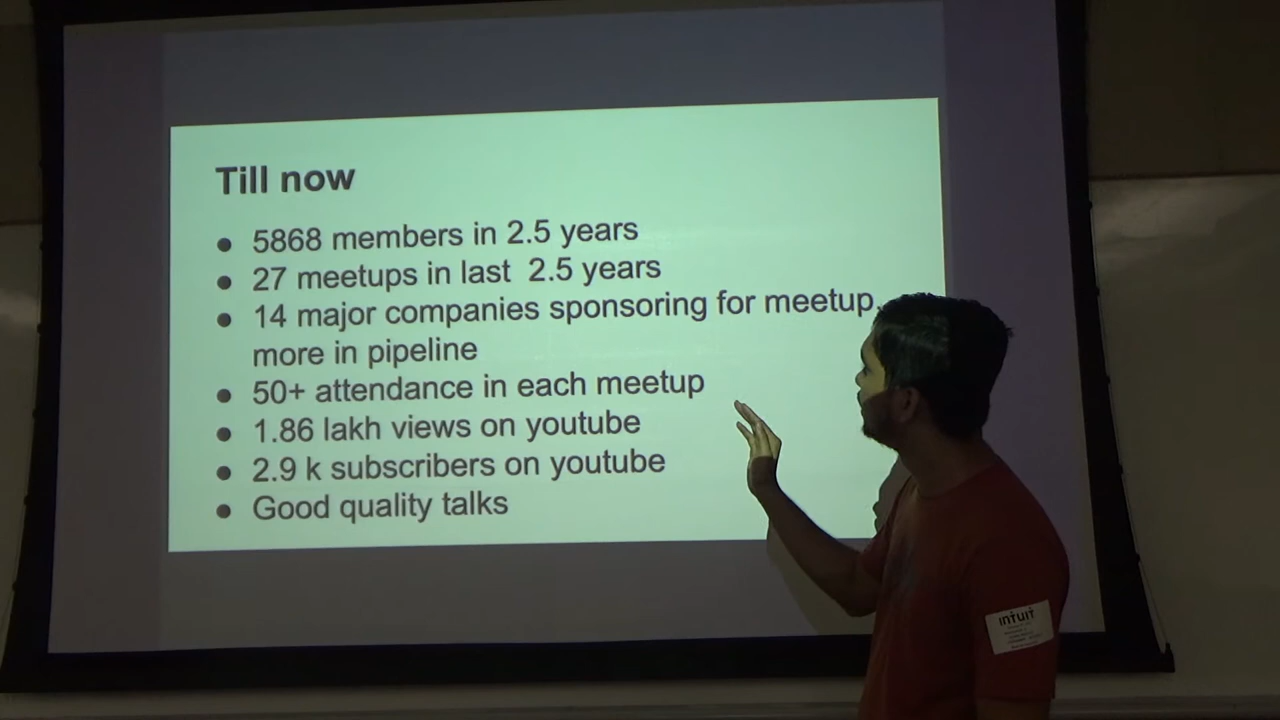 Till now
5868 members in 2.5 years
27 meetups in last 2.5 years
14 major companies sponsoring for meetup,
more in pipeline
50+ attendance in each meetup
1.86 lakh views on youtube
2.9 k subscribers on youtube
Good quality talks
INTUIT